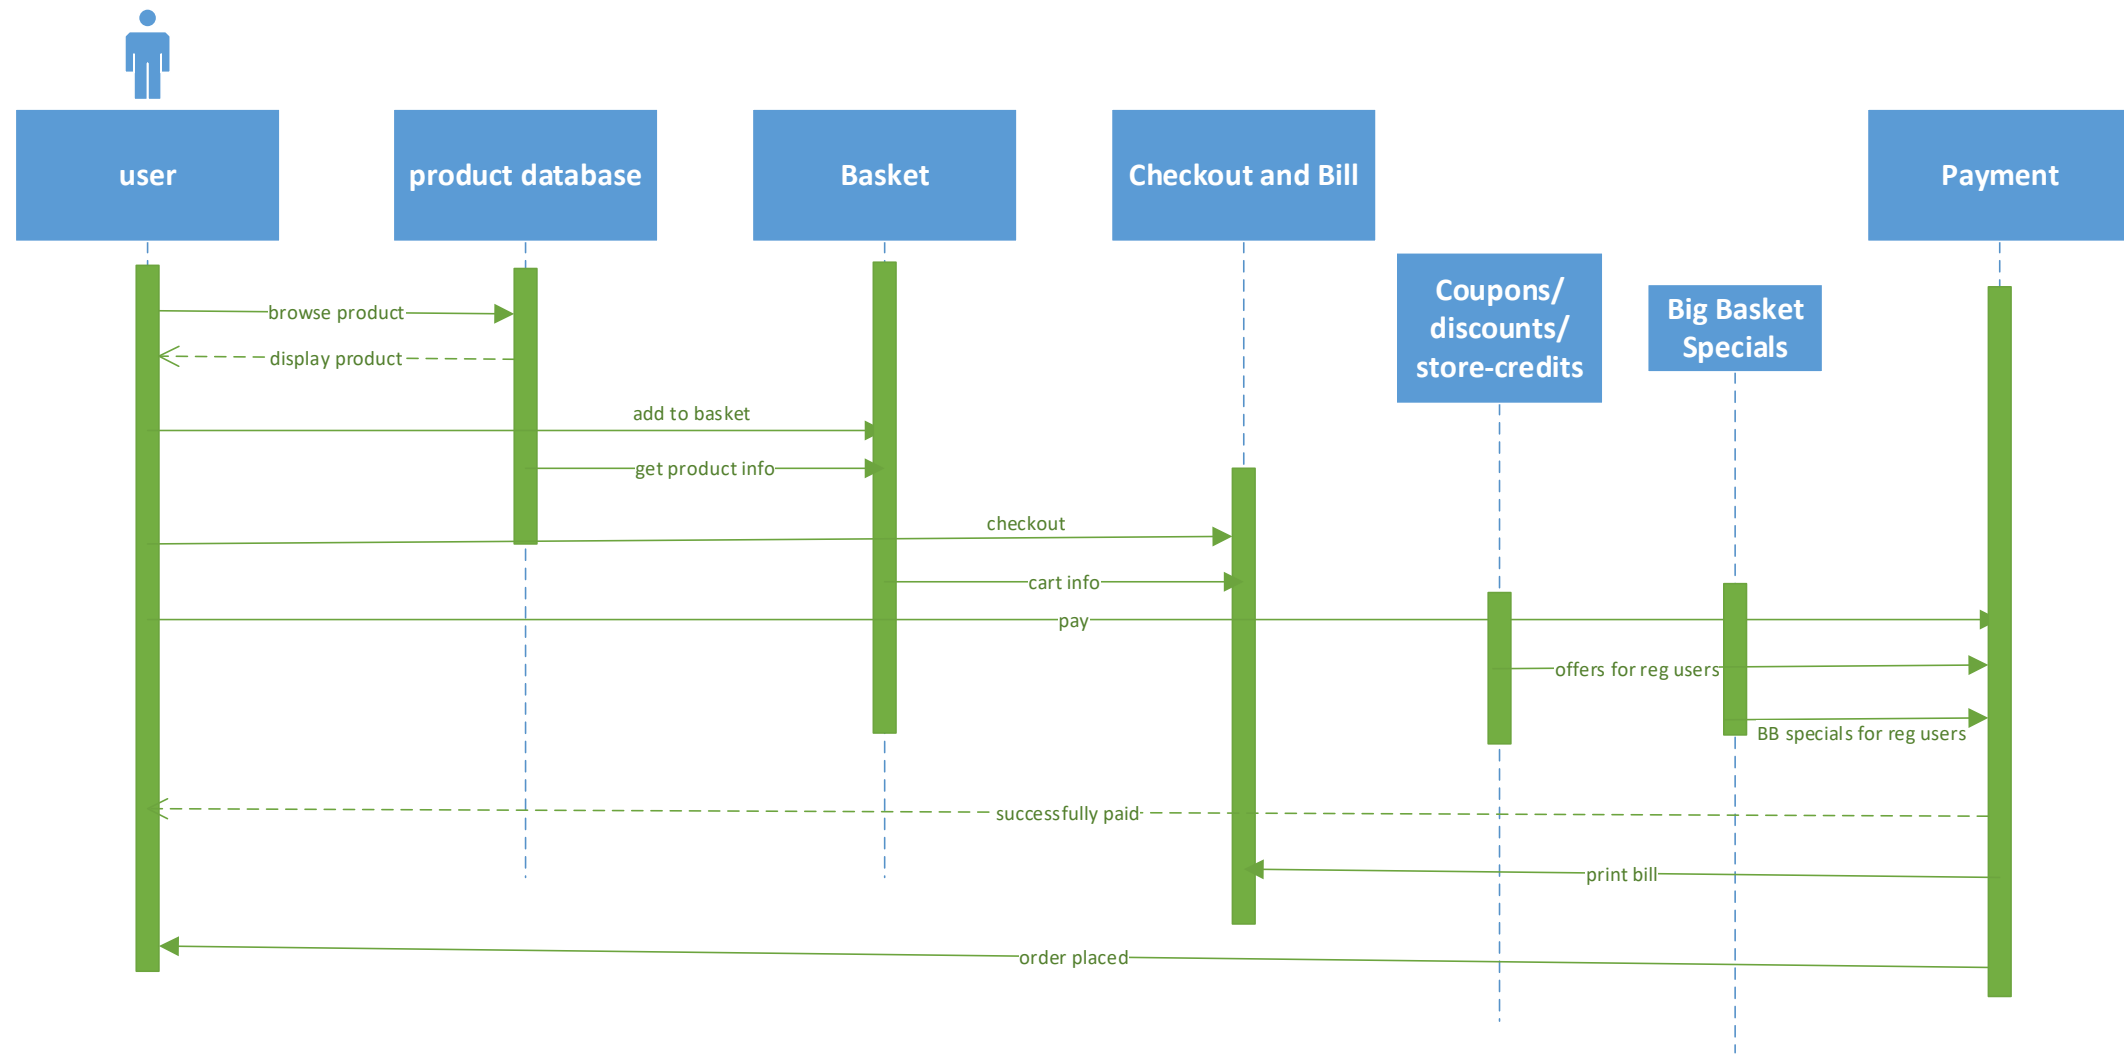 user
product database
Basket
Checkout and Bill
Payment
Coupons/
discounts/
store-credits
Big Basket
Specials
browse product
display product
add to basket
get product info
checkout
cart info
pay
offers for reg users
BB specials for reg users
successfully paid
print bill
order placed